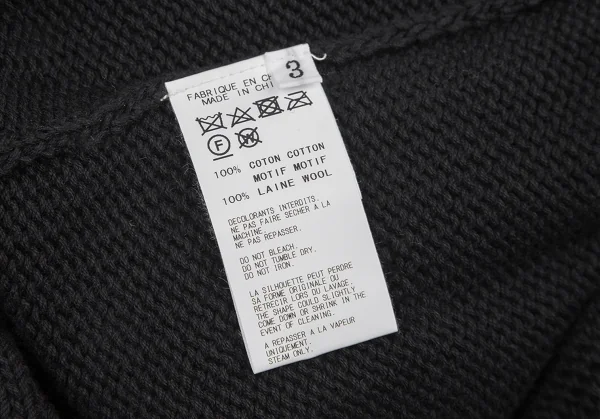 3
FABRIQUE EN
MADE IN
F
W
100% COTON COTTON
MOTIF MOTIF
100% LAINE WOOL
DECOLORANTS INTERDITS.
NE PAS FAIRE SECHER A LA
MACHINE
NE PAS REPASSER.
DO NOT BLEACH.
DO NOT TUMBLE DRY.
DO NOT IRON.
LA SILHOUETTE PEUT PERDRE
SA FORME ORIGINALE OU
RETRECIR LORS DU LAVAGE.
THE SHAPE COULD SLIGHTLY
COME DOWN OR SHRINK IN THE
EVENT OF CLEANING.
A REPASSER A LA VAPEUR
UNIQUEMENT.
STEAM ONLY.